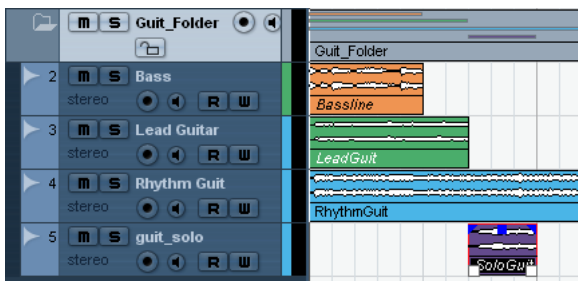 m S Guit_Folder
Guit_Folder
2 m S Bass
stereo R W
Bassline
3 m S Lead Guitar
stereo R W
LeadGuit
4 m S Rhythm Guit
stereo R W
RhythmGuit
5 m S guit_solo
stereo R W
SoloGuit